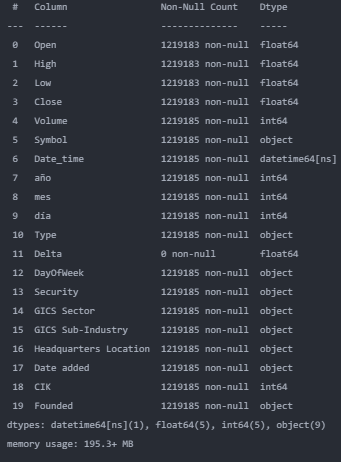 #   Column                 Non-Null Count    Dtype
---  ------                 --------------    -----
0   Open                   1219183 non-null  float64
1   High                   1219183 non-null  float64
2   Low                    1219183 non-null  float64
3   Close                  1219183 non-null  float64
4   Volume                 1219185 non-null  int64
5   Symbol                 1219185 non-null  object
6   Date_time              1219185 non-null  datetime64[ns]
7   año                    1219185 non-null  int64
8   mes                    1219185 non-null  int64
9   día                    1219185 non-null  int64
10  Type                   1219185 non-null  object
11  Delta                  0 non-null        float64
12  DayOfWeek              1219185 non-null  object
13  Security               1219185 non-null  object
14  GICS Sector            1219185 non-null  object
15  GICS Sub-Industry      1219185 non-null  object
16  Headquarters Location  1219185 non-null  object
17  Date added             1219185 non-null  object
18  CIK                    1219185 non-null  int64
19  Founded                1219185 non-null  object
dtypes: datetime64[ns](1), float64(5), int64(5), object(9)
memory usage: 195.3+ MB